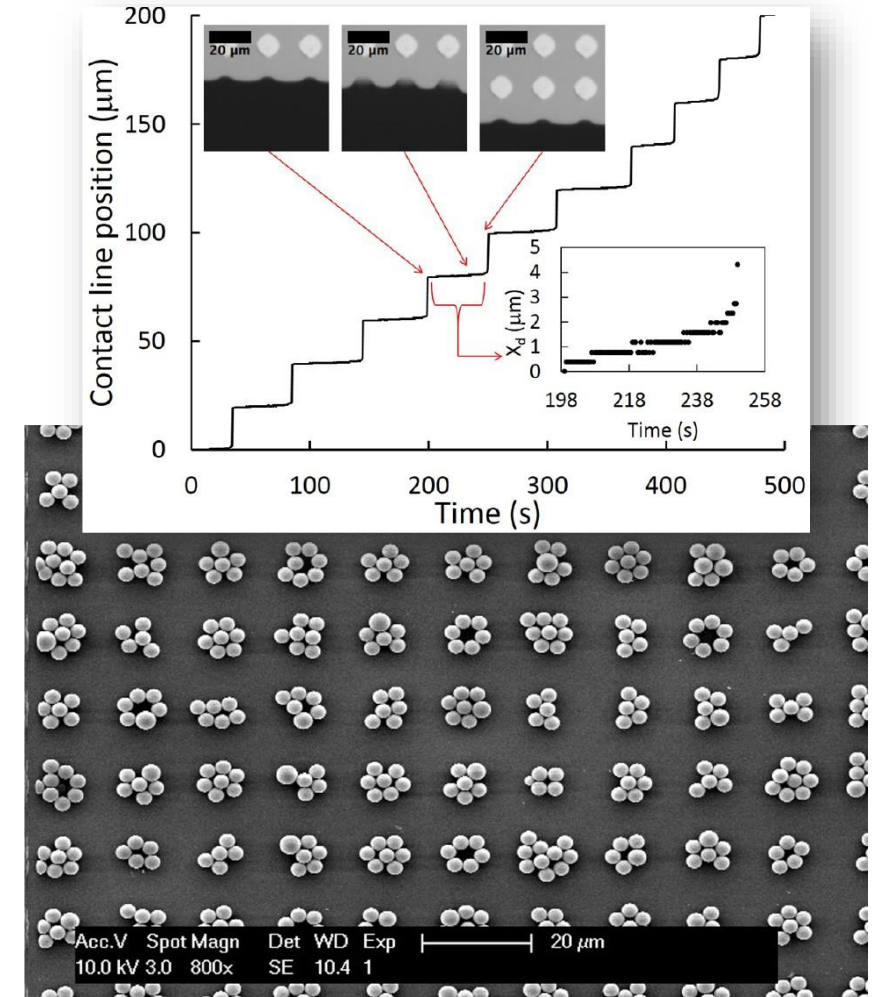 200
150
100
50
0
Contact line position (µm)
20 µm
20 µm
20 µm
5
4
3
2
1
0
X_d (µm)
198 218 238 258
Time (s)
0 100 200 300 400 500
Time (s)
Acc.V Spot Magn Det WD Exp
10.0 kV 3.0 800x SE 10.4 1
20 µm